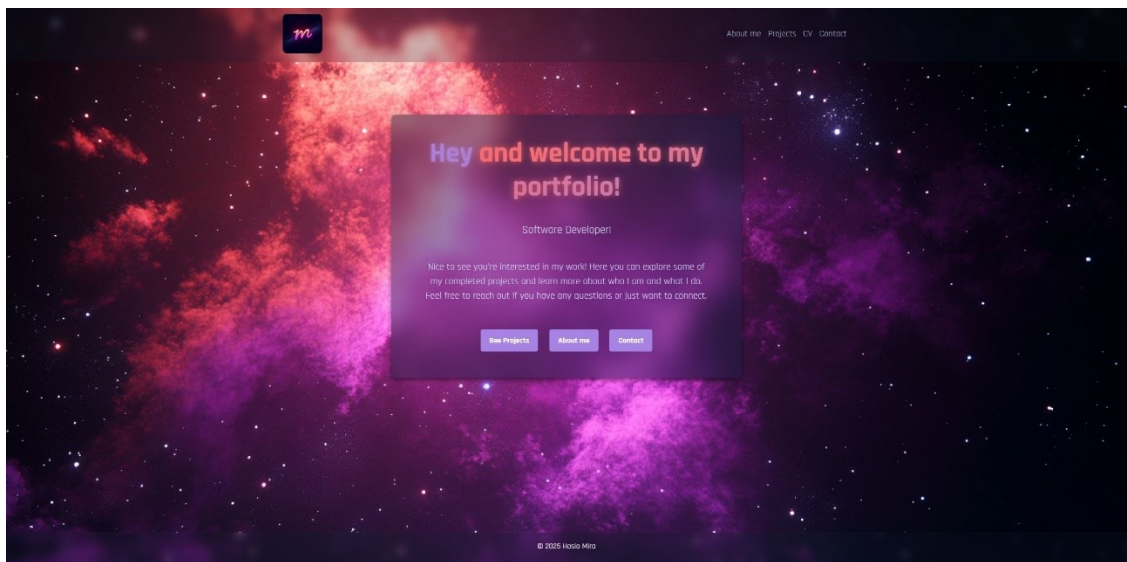 m
About me Projects CV Contact
Hey and welcome to my
portfolio!
Software Developer!
Nice to see you're interested in my work! Here you can explore some of
my completed projects and learn more about who I am and what I do.
Feel free to reach out if you have any questions or just want to connect.
See Projects About me Contact
© 2025 Hosio Mira